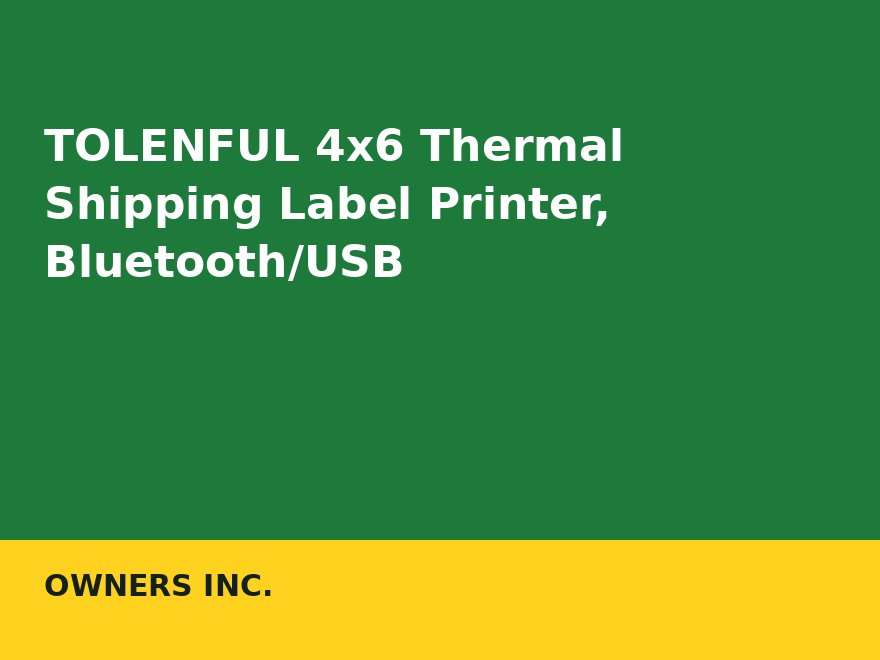 TOLENFUL 4x6 Thermal
Shipping Label Printer,
Bluetooth/USB
OWNERS INC.